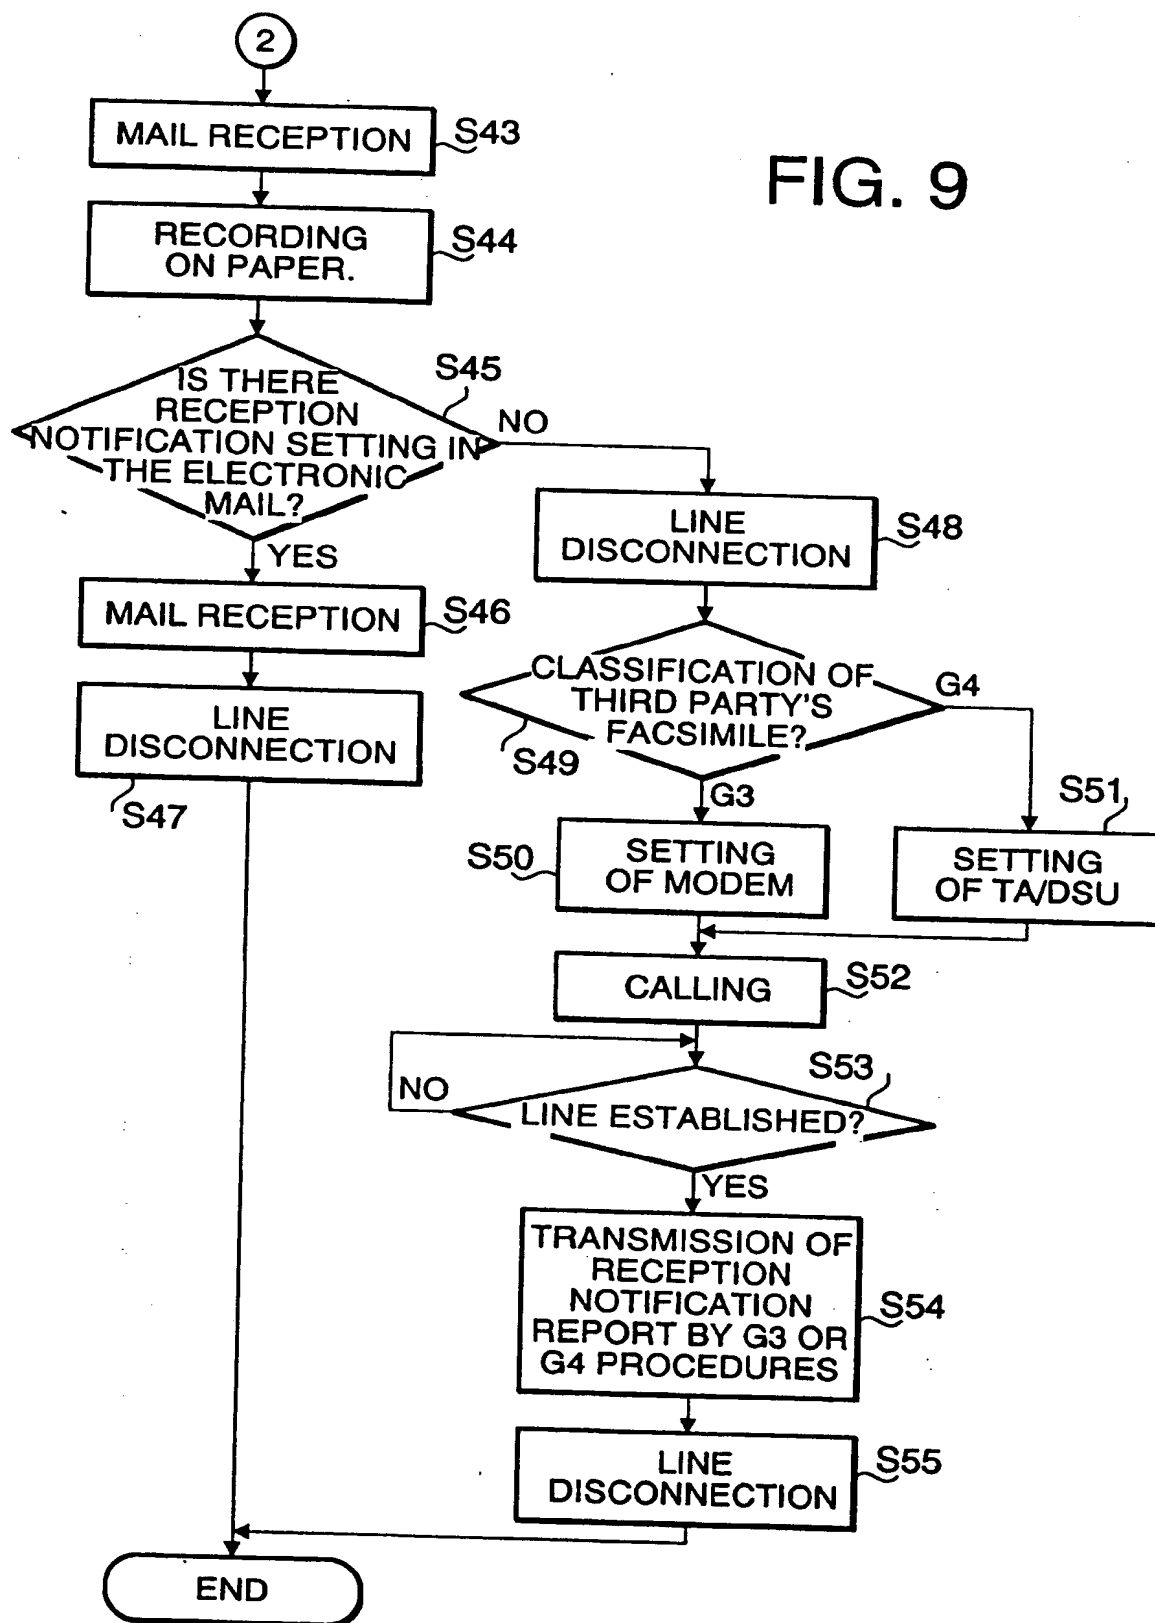 2
MAIL RECEPTION
S43
FIG. 9
RECORDING
ON PAPER.
S44
IS THERE
RECEPTION
NOTIFICATION SETTING IN
THE ELECTRONIC
MAIL?
S45
NO
YES
MAIL RECEPTION
S46
LINE
DISCONNECTION
S47
LINE
DISCONNECTION
S48
CLASSIFICATION OF
THIRD PARTY'S
FACSIMILE?
S49
G4
G3
SETTING
OF MODEM
S50
SETTING
OF TA/DSU
S51
CALLING
S52
LINE ESTABLISHED?
S53
NO
YES
TRANSMISSION OF
RECEPTION
NOTIFICATION
REPORT BY G3 OR
G4 PROCEDURES
S54
LINE
DISCONNECTION
S55
END